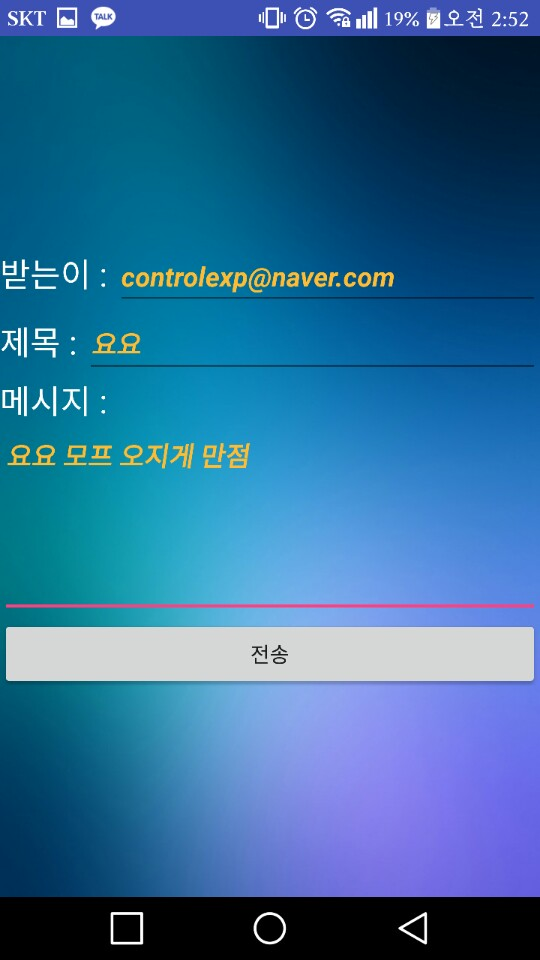 SKT TALK 19% 오전 2:52
받는이 : controlexp@naver.com
제목 : 요요
메시지 :
요요 모프 오지게 만점
전송